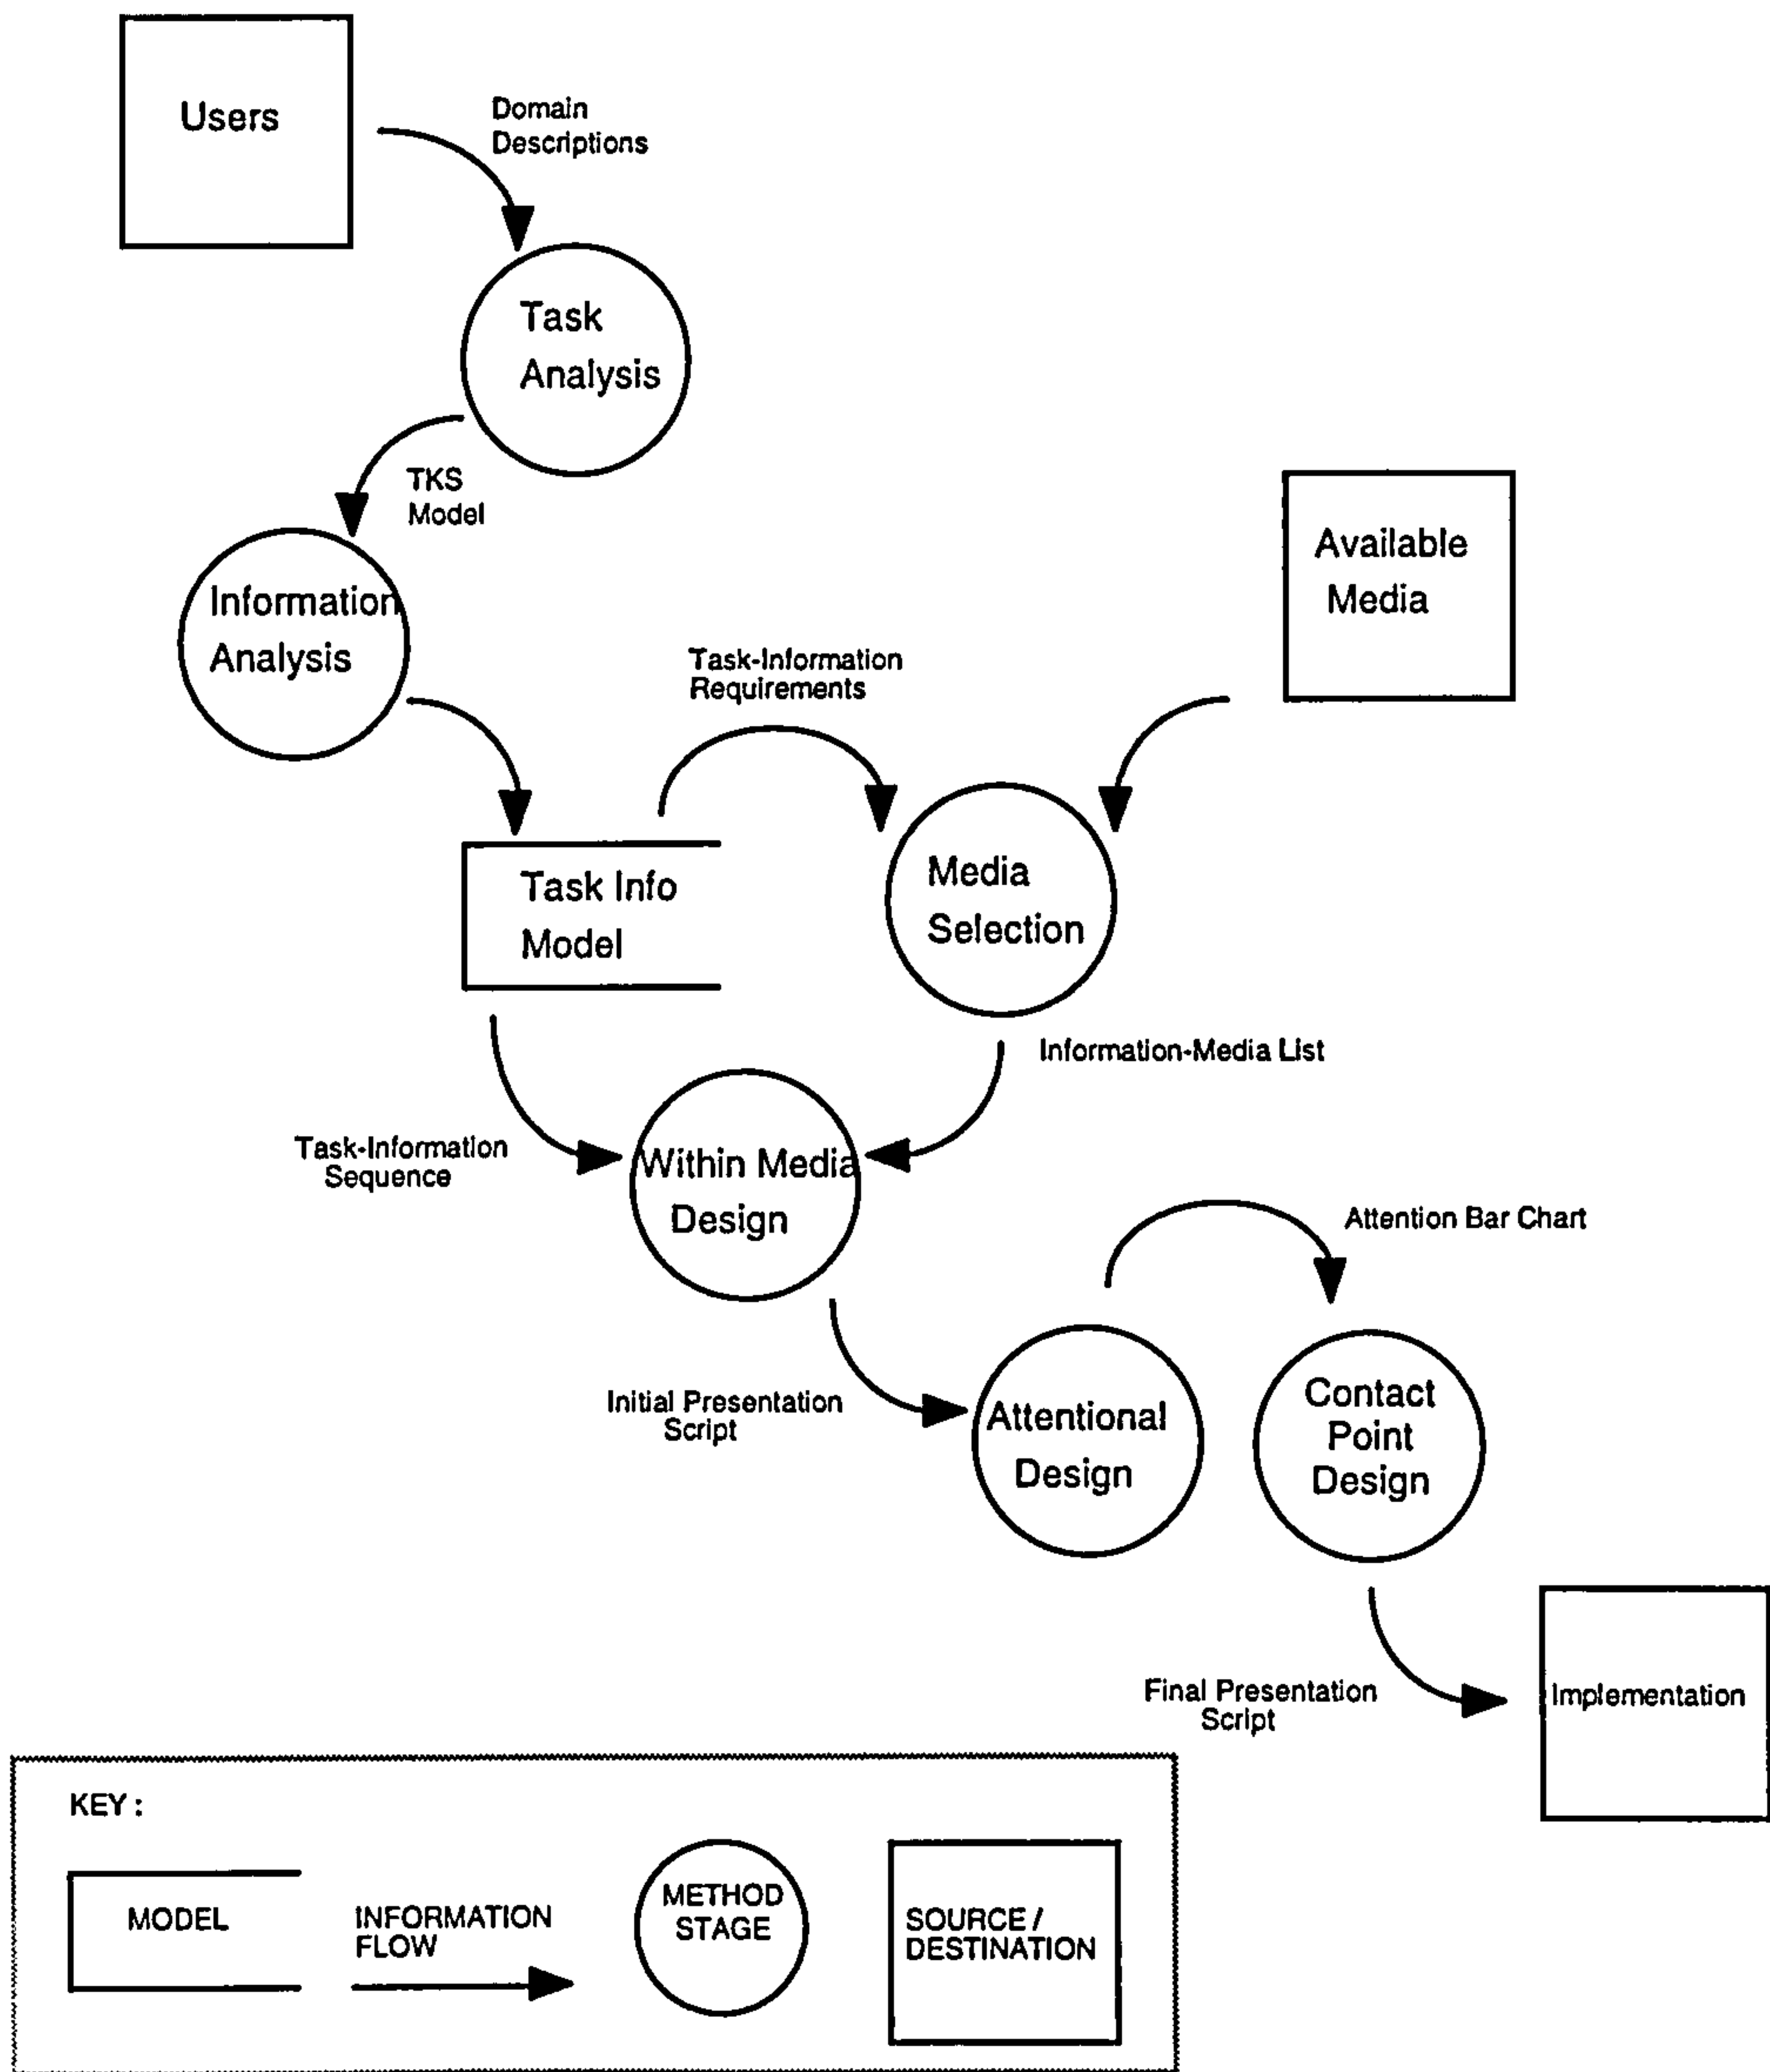 Users
Domain
Descriptions
Task
Analysis
TKS
Model
Information
Analysis
Available
Media
Task-Information
Requirements
Task Info
Model
Media
Selection
Information-Media List
Task-Information
Sequence
Within Media
Design
Attention Bar Chart
Initial Presentation
Script
Attentional
Design
Contact
Point
Design
Final Presentation
Script
Implementation
KEY :
MODEL
INFORMATION
FLOW
METHOD
STAGE
SOURCE /
DESTINATION